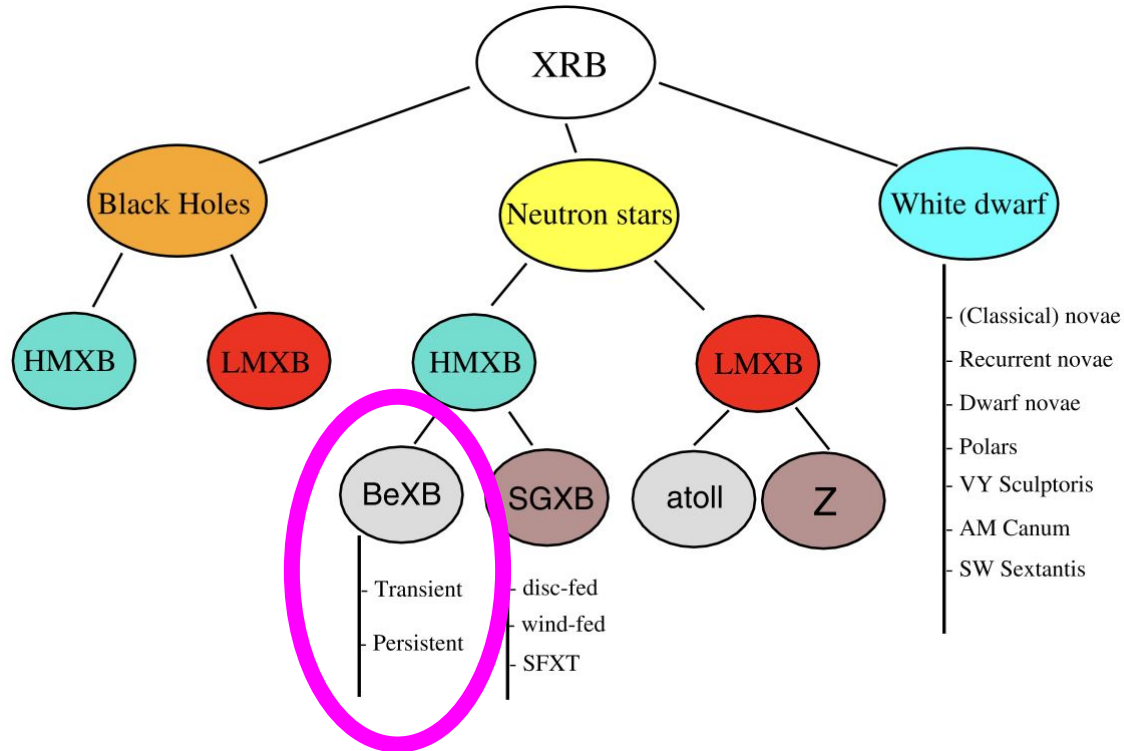 XRB
Black Holes
Neutron stars
White dwarf
HMXB
LMXB
HMXB
LMXB
BeXB
SGXB
atoll
Z
- Transient
- Persistent
- disc-fed
- wind-fed
- SFXT
- (Classical) novae
- Recurrent novae
- Dwarf novae
- Polars
- VY Sculptoris
- AM Canum
- SW Sextantis